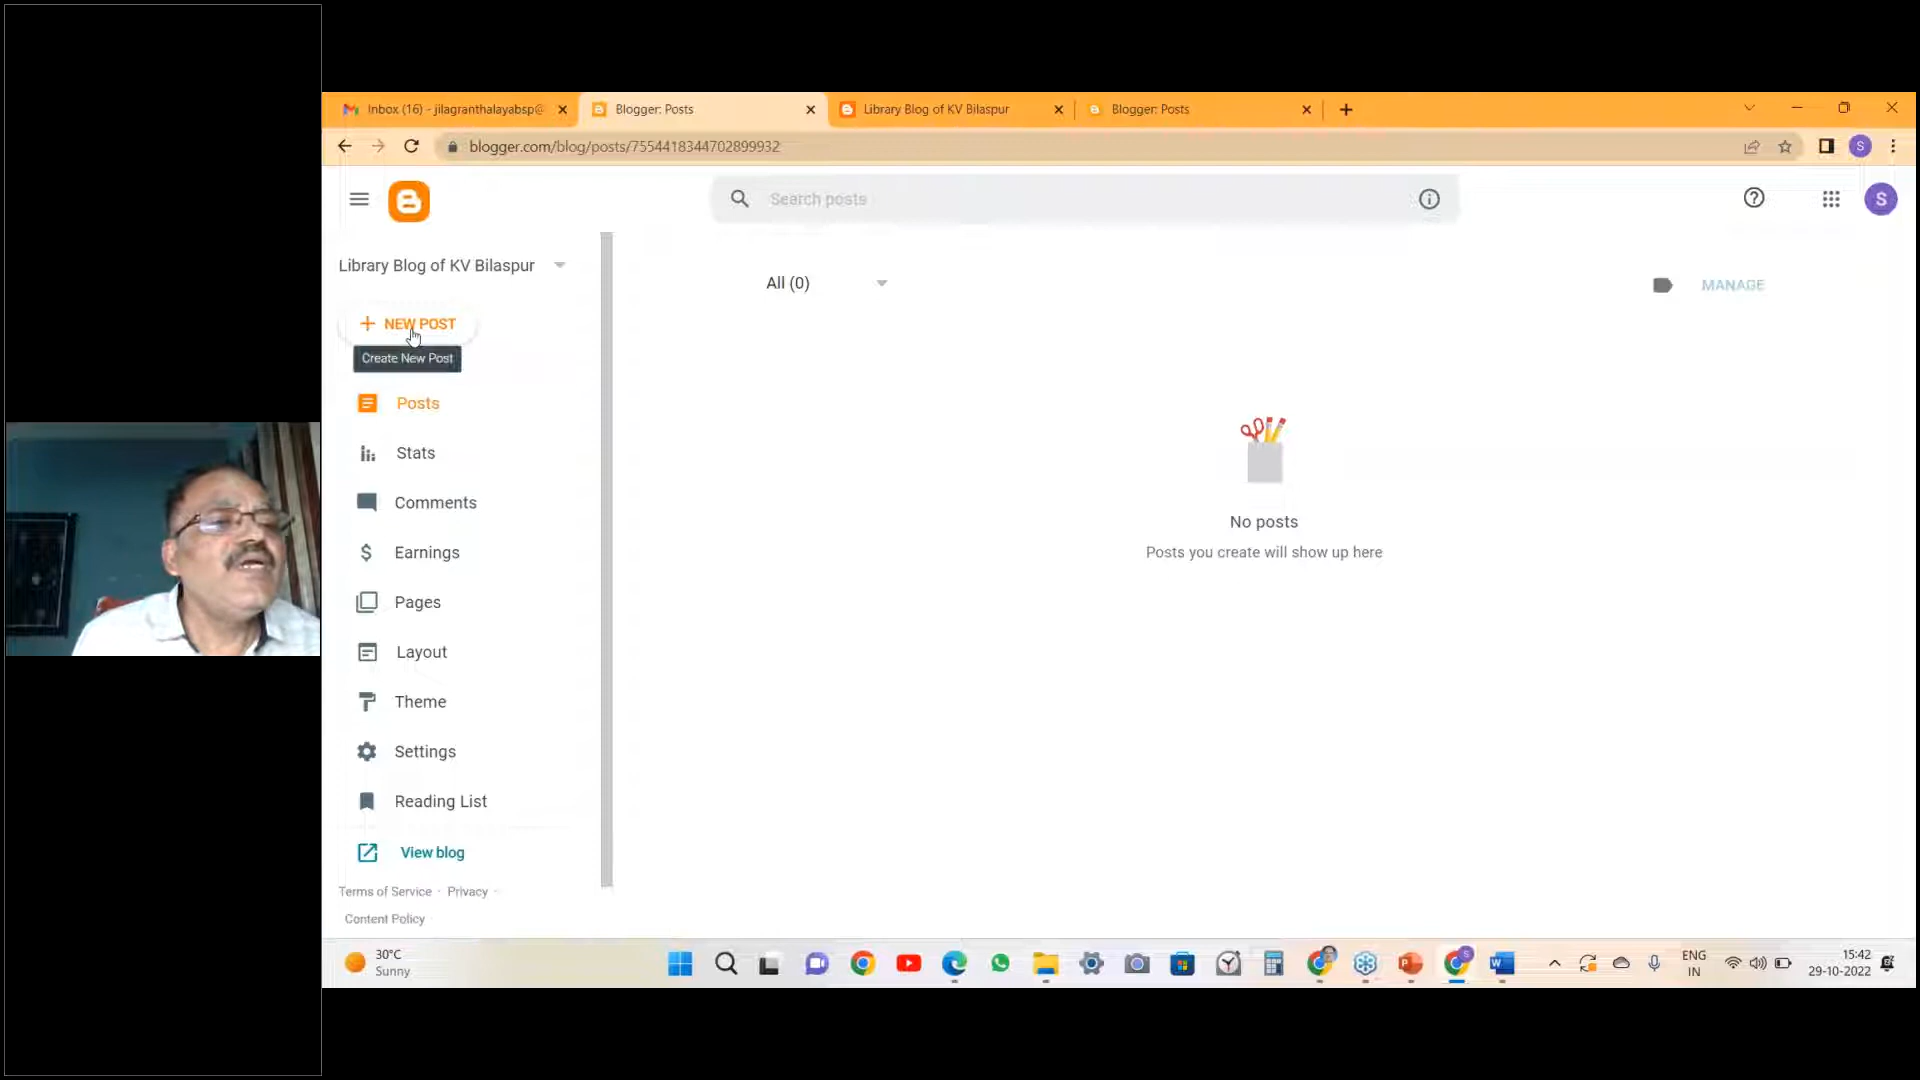 Inbox (16) - jilagranthalayabsp@
Blogger: Posts
Library Blog of KV Bilaspur
Blogger: Posts
blogger.com/blog/posts/7554418344702899932
S
Search posts
S
Library Blog of KV Bilaspur
All (0)
MANAGE
+ NEW POST
Create New Post
Posts
Stats
Comments
Earnings
Pages
Layout
Theme
Settings
Reading List
View blog
Terms of Service · Privacy ·
Content Policy
No posts
Posts you create will show up here
30°C
Sunny
ENG
IN
15:42
29-10-2022